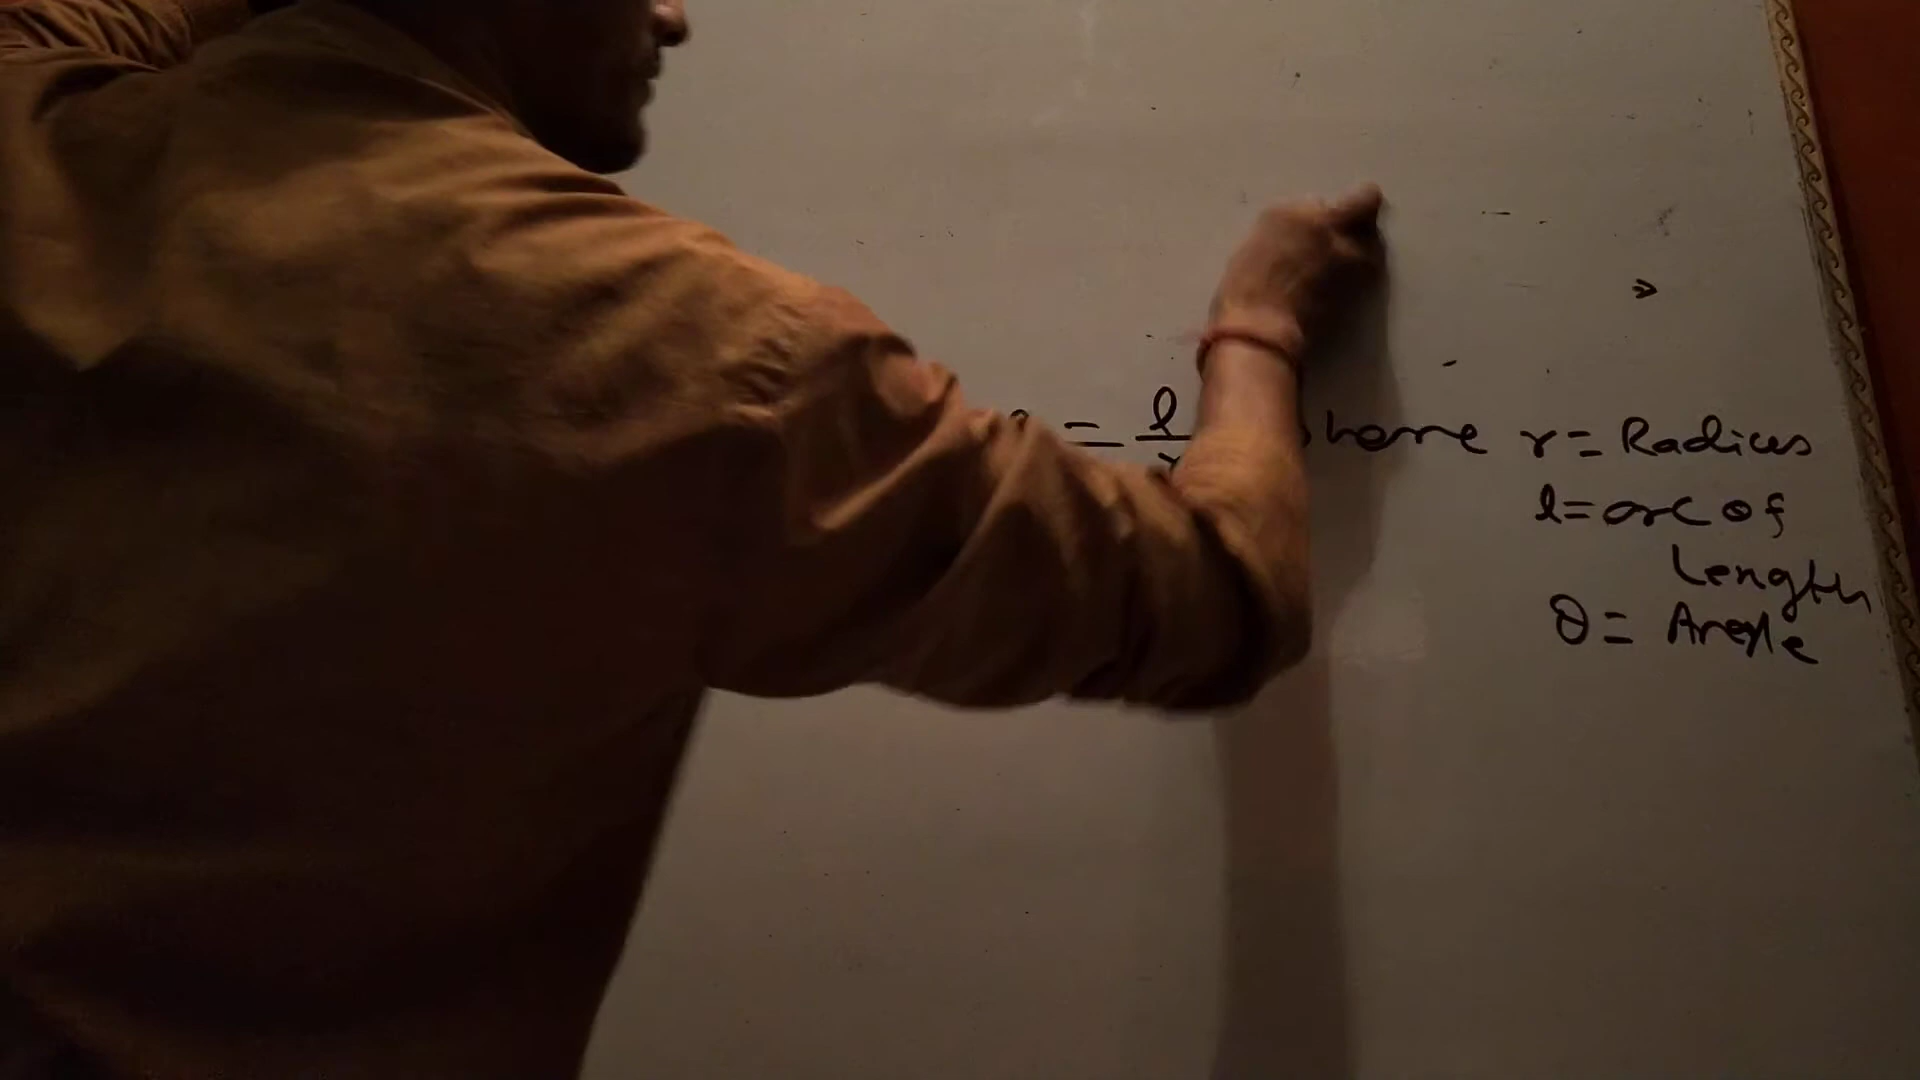 = l/r where r = Radius
l = arc of
Length
θ = Angle